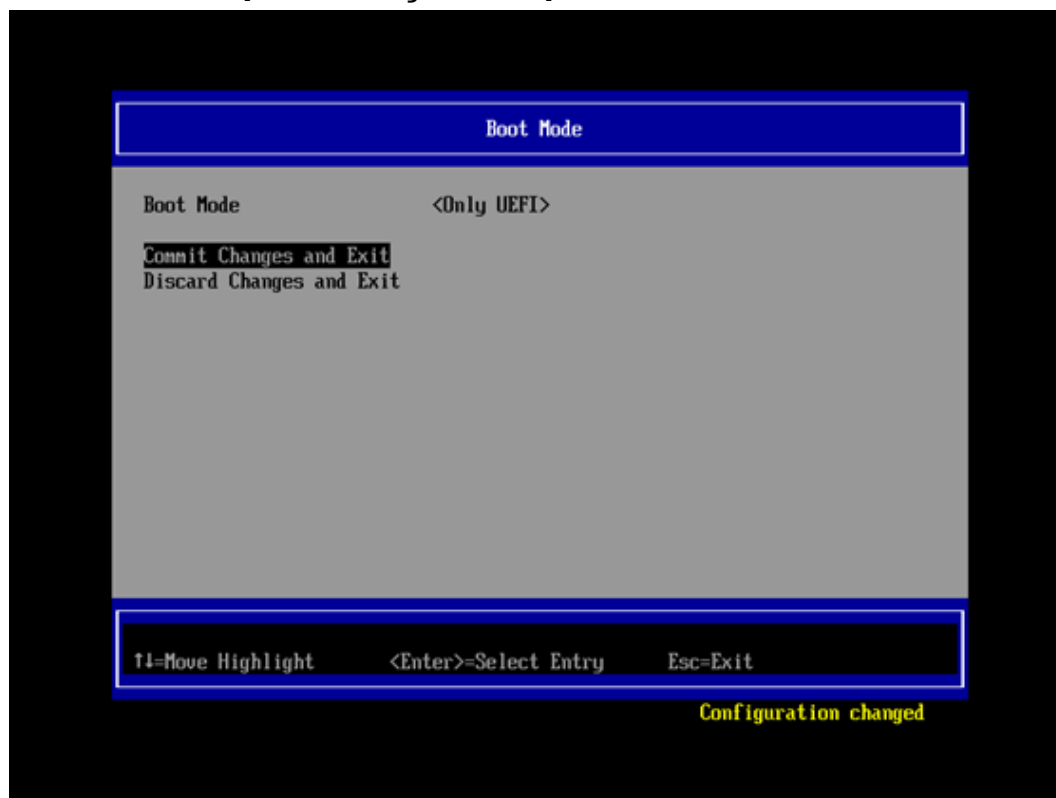 Boot Mode
Boot Mode <Only UEFI>
Commit Changes and Exit
Discard Changes and Exit
↑↓=Move Highlight <Enter>=Select Entry Esc=Exit
Configuration changed